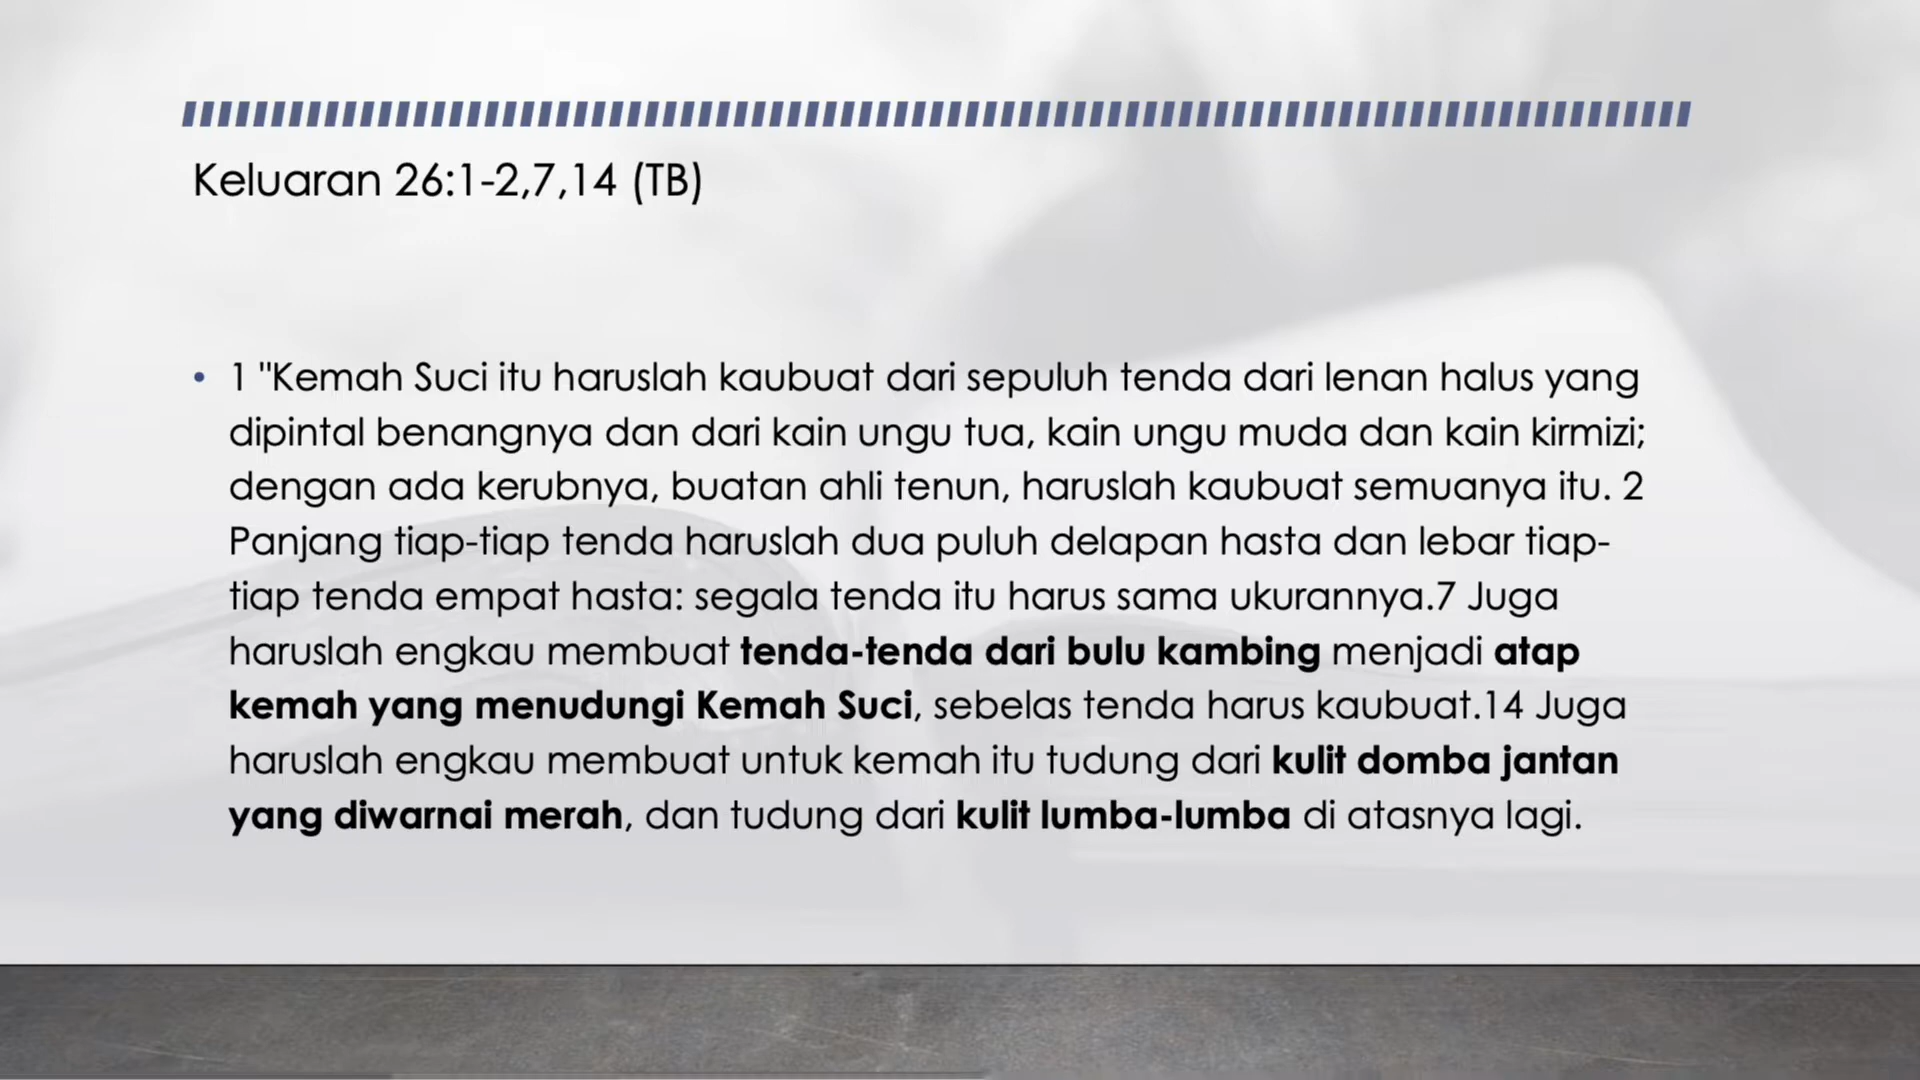 Keluaran 26:1-2,7,14 (TB)
• 1 "Kemah Suci itu haruslah kaubuat dari sepuluh tenda dari lenan halus yang
dipintal benangnya dan dari kain ungu tua, kain ungu muda dan kain kirmizi;
dengan ada kerubnya, buatan ahli tenun, haruslah kaubuat semuanya itu. 2
Panjang tiap-tiap tenda haruslah dua puluh delapan hasta dan lebar tiap-
tiap tenda empat hasta: segala tenda itu harus sama ukurannya.7 Juga
haruslah engkau membuat tenda-tenda dari bulu kambing menjadi atap
kemah yang menudungi Kemah Suci, sebelas tenda harus kaubuat.14 Juga
haruslah engkau membuat untuk kemah itu tudung dari kulit domba jantan
yang diwarnai merah, dan tudung dari kulit lumba-lumba di atasnya lagi.